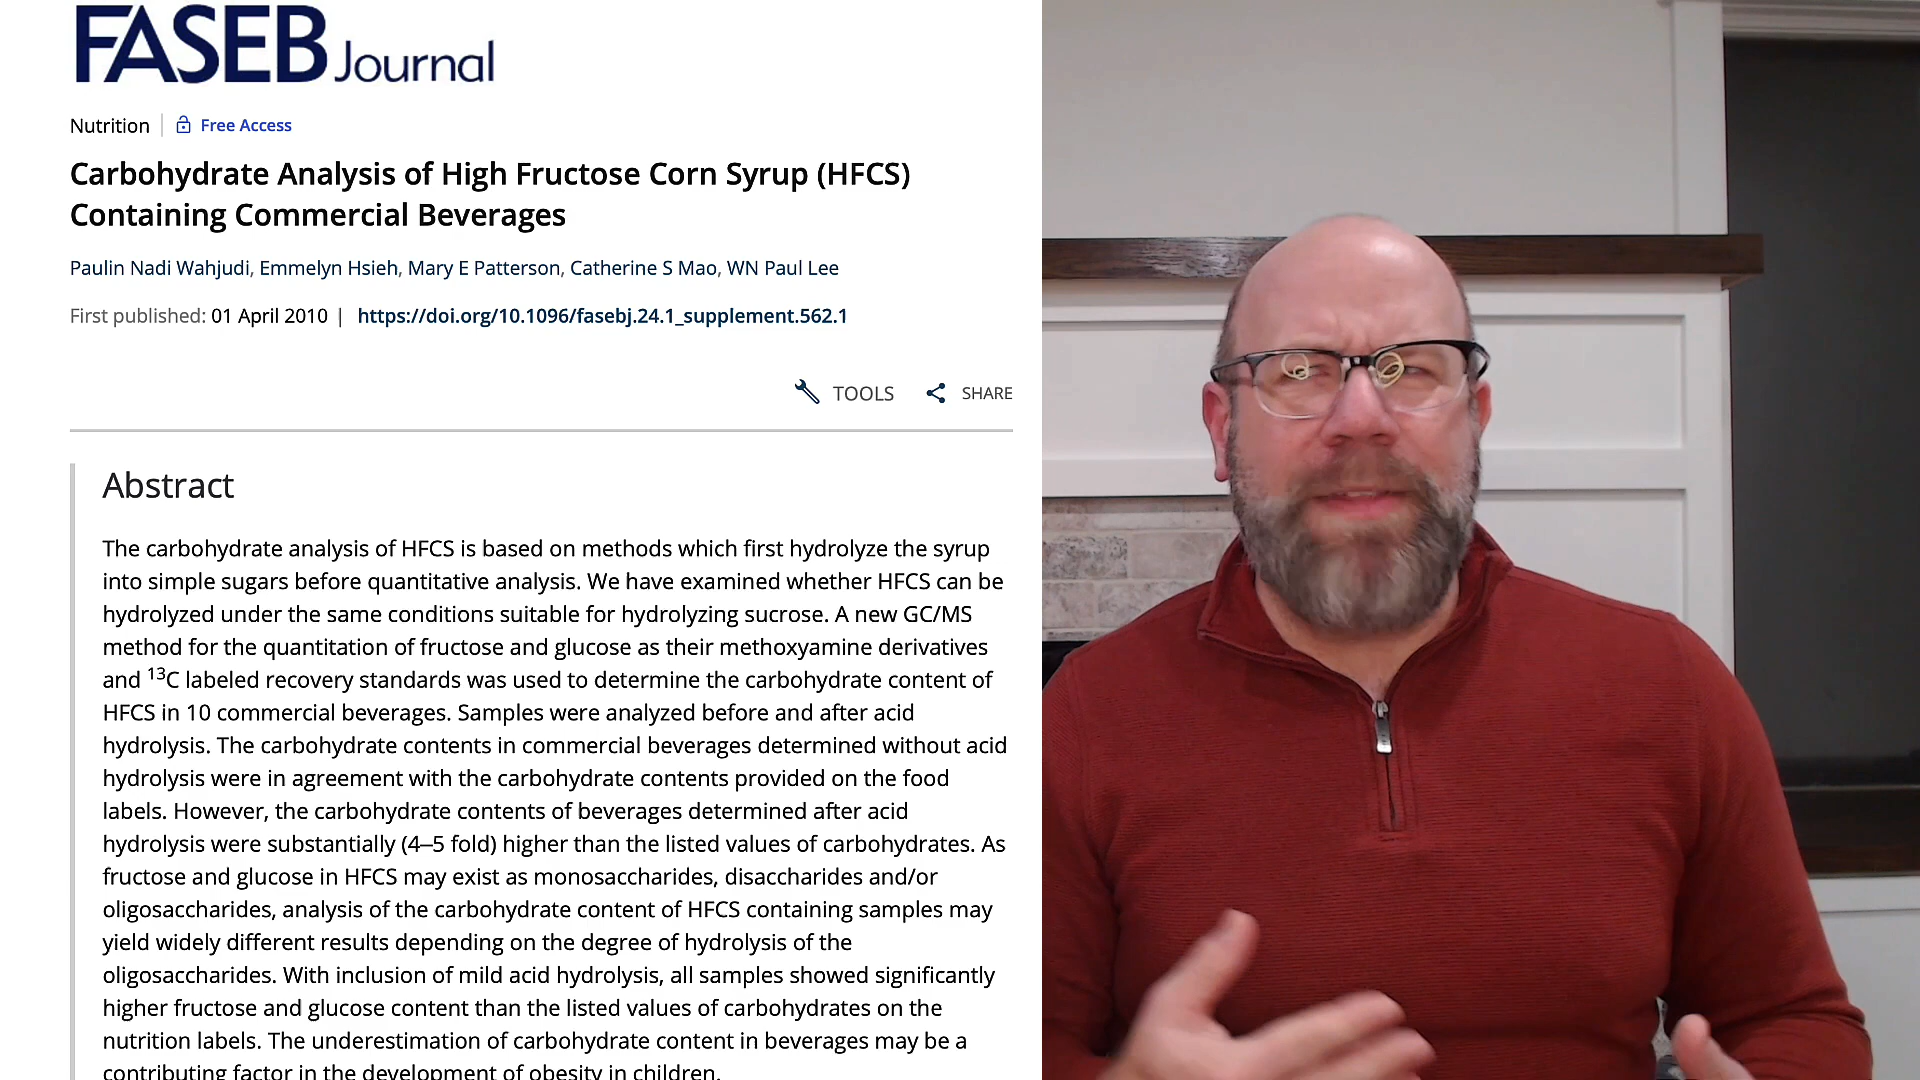 FASEB Journal
Nutrition | Free Access
Carbohydrate Analysis of High Fructose Corn Syrup (HFCS)
Containing Commercial Beverages
Paulin Nadi Wahjudi, Emmelyn Hsieh, Mary E Patterson, Catherine S Mao, WN Paul Lee
First published: 01 April 2010 | https://doi.org/10.1096/fasebj.24.1_supplement.562.1
TOOLS SHARE
Abstract
The carbohydrate analysis of HFCS is based on methods which first hydrolyze the syrup
into simple sugars before quantitative analysis. We have examined whether HFCS can be
hydrolyzed under the same conditions suitable for hydrolyzing sucrose. A new GC/MS
method for the quantitation of fructose and glucose as their methoxyamine derivatives
and ¹³C labeled recovery standards was used to determine the carbohydrate content of
HFCS in 10 commercial beverages. Samples were analyzed before and after acid
hydrolysis. The carbohydrate contents in commercial beverages determined without acid
hydrolysis were in agreement with the carbohydrate contents provided on the food
labels. However, the carbohydrate contents of beverages determined after acid
hydrolysis were substantially (4–5 fold) higher than the listed values of carbohydrates. As
fructose and glucose in HFCS may exist as monosaccharides, disaccharides and/or
oligosaccharides, analysis of the carbohydrate content of HFCS containing samples may
yield widely different results depending on the degree of hydrolysis of the
oligosaccharides. With inclusion of mild acid hydrolysis, all samples showed significantly
higher fructose and glucose content than the listed values of carbohydrates on the
nutrition labels. The underestimation of carbohydrate content in beverages may be a
contributing factor in the development of obesity in children.